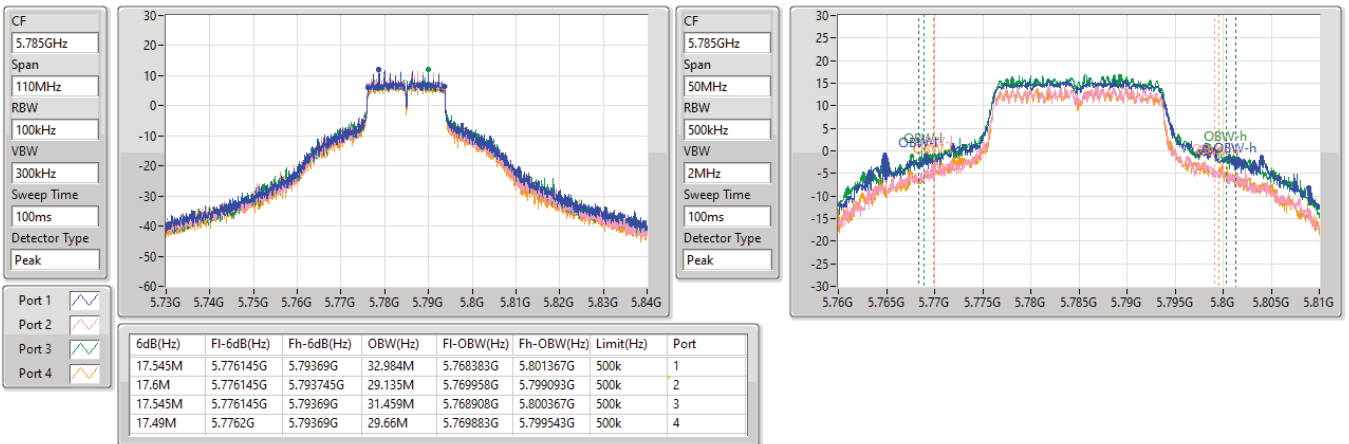 CF
5.785GHz
Span
110MHz
RBW
100kHz
VBW
300kHz
Sweep Time
100ms
Detector Type
Peak
30
20
10
0
-10
-20
-30
-40
-50
-60
5.73G 5.74G 5.75G 5.76G 5.77G 5.78G 5.79G 5.8G 5.81G 5.82G 5.83G 5.84G
CF
5.785GHz
Span
50MHz
RBW
500kHz
VBW
2MHz
Sweep Time
100ms
Detector Type
Peak
30
25
20
15
10
5
0
-5
-10
-15
-20
-25
-30
OBW-h
OBW-h
5.76G 5.765G 5.77G 5.775G 5.78G 5.785G 5.79G 5.795G 5.8G 5.805G 5.81G
Port 1
Port 2
Port 3
Port 4
6dB(Hz) Fl-6dB(Hz) Fh-6dB(Hz) OBW(Hz) Fl-OBW(Hz) Fh-OBW(Hz) Limit(Hz) Port
17.545M 5.776145G 5.79369G 32.984M 5.768383G 5.801367G 500k 1
17.6M 5.776145G 5.793745G 29.135M 5.769958G 5.799093G 500k 2
17.545M 5.776145G 5.79369G 31.459M 5.768908G 5.800367G 500k 3
17.49M 5.7762G 5.79369G 29.66M 5.769883G 5.799543G 500k 4